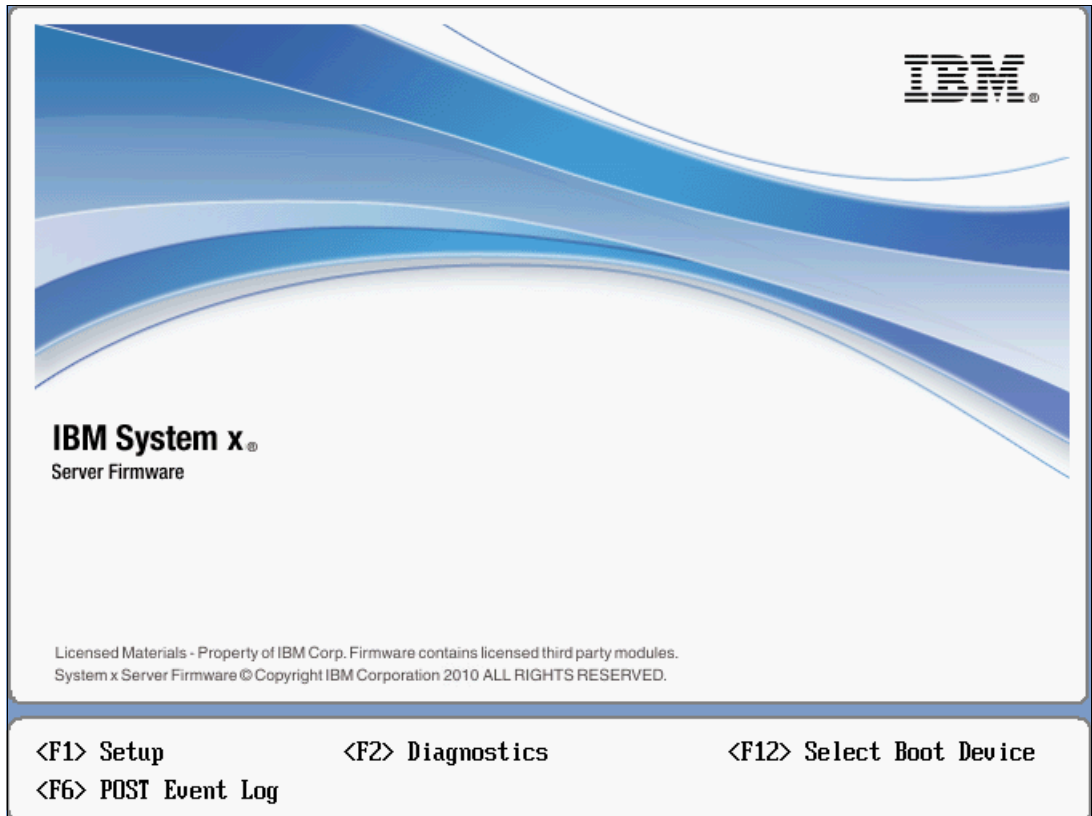 IBM®
IBM System x®
Server Firmware
Licensed Materials - Property of IBM Corp. Firmware contains licensed third party modules.
System x Server Firmware © Copyright IBM Corporation 2010 ALL RIGHTS RESERVED.
<F1> Setup <F2> Diagnostics <F12> Select Boot Device
<F6> POST Event Log